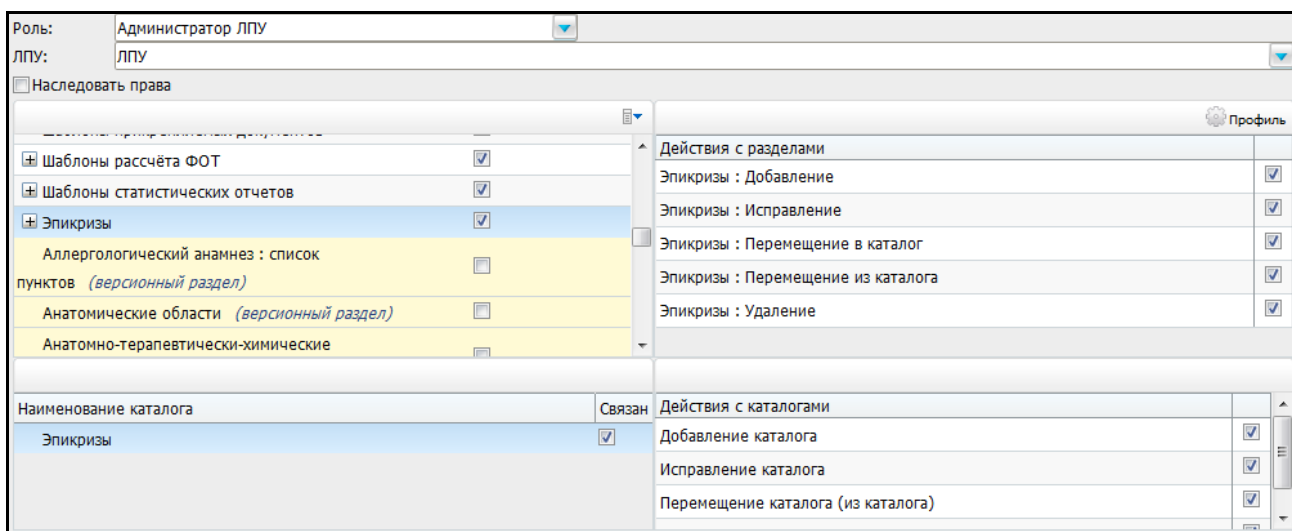 Роль: Администратор ЛПУ
ЛПУ: ЛПУ
Наследовать права
Профиль
Шаблоны рассчёта ФОТ
Шаблоны статистических отчетов
Эпикризы
Аллергологический анамнез : список
пунктов (версионный раздел)
Анатомические области (версионный раздел)
Анатомно-терапевтически-химические
Действия с разделами
Эпикризы : Добавление
Эпикризы : Исправление
Эпикризы : Перемещение в каталог
Эпикризы : Перемещение из каталога
Эпикризы : Удаление
Наименование каталога Связан
Эпикризы
Действия с каталогами
Добавление каталога
Исправление каталога
Перемещение каталога (из каталога)